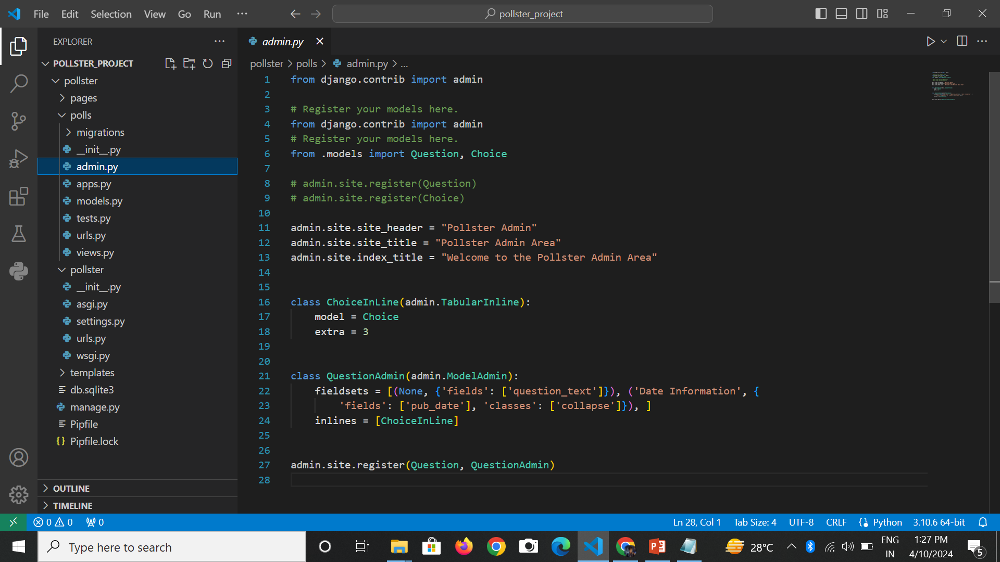 File Edit Selection View Go Run ··· pollster_project
EXPLORER
POLLSTER_PROJECT
pollster
pages
polls
migrations
__init__.py
admin.py
apps.py
models.py
tests.py
urls.py
views.py
pollster
__init__.py
asgi.py
settings.py
urls.py
wsgi.py
templates
db.sqlite3
manage.py
Pipfile
{} Pipfile.lock
OUTLINE
TIMELINE
admin.py
pollster > polls > admin.py > ...
1 from django.contrib import admin
2
3 # Register your models here.
4 from django.contrib import admin
5 # Register your models here.
6 from .models import Question, Choice
7
8 # admin.site.register(Question)
9 # admin.site.register(Choice)
10
11 admin.site.site_header = "Pollster Admin"
12 admin.site.site_title = "Pollster Admin Area"
13 admin.site.index_title = "Welcome to the Pollster Admin Area"
14
15
16 class ChoiceInLine(admin.TabularInline):
17     model = Choice
18     extra = 3
19
20
21 class QuestionAdmin(admin.ModelAdmin):
22     fieldsets = [(None, {'fields': ['question_text']}), ('Date Information', {
23         'fields': ['pub_date'], 'classes': ['collapse']}), ]
24     inlines = [ChoiceInLine]
25
26
27 admin.site.register(Question, QuestionAdmin)
28
0 0 0 Ln 28, Col 1 Tab Size: 4 UTF-8 CRLF {} Python 3.10.6 64-bit
Type here to search 28°C ENG 1:27 PM
IN 4/10/2024 5